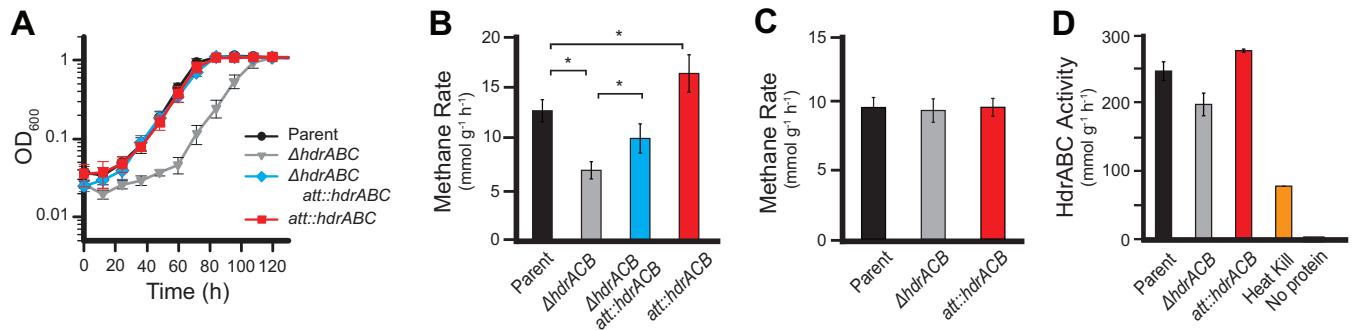 A
OD600
1
0.1
0.01
0 20 40 60 80 100 120
Time (h)
Parent
ΔhdrABC
ΔhdrABC
att::hdrABC
att::hdrABC
B
Methane Rate
(mmol g-1 h-1)
20
15
10
5
0
*
*
*
Parent
ΔhdrACB
ΔhdrACB
att::hdrACB
att::hdrACB
C
Methane Rate
(mmol g-1 h-1)
15
10
5
0
Parent
ΔhdrACB
att::hdrACB
D
HdrABC Activity
(mmol g-1 h-1)
300
200
100
50
0
Parent
ΔhdrACB
att::hdrACB
Heat Kill
No protein